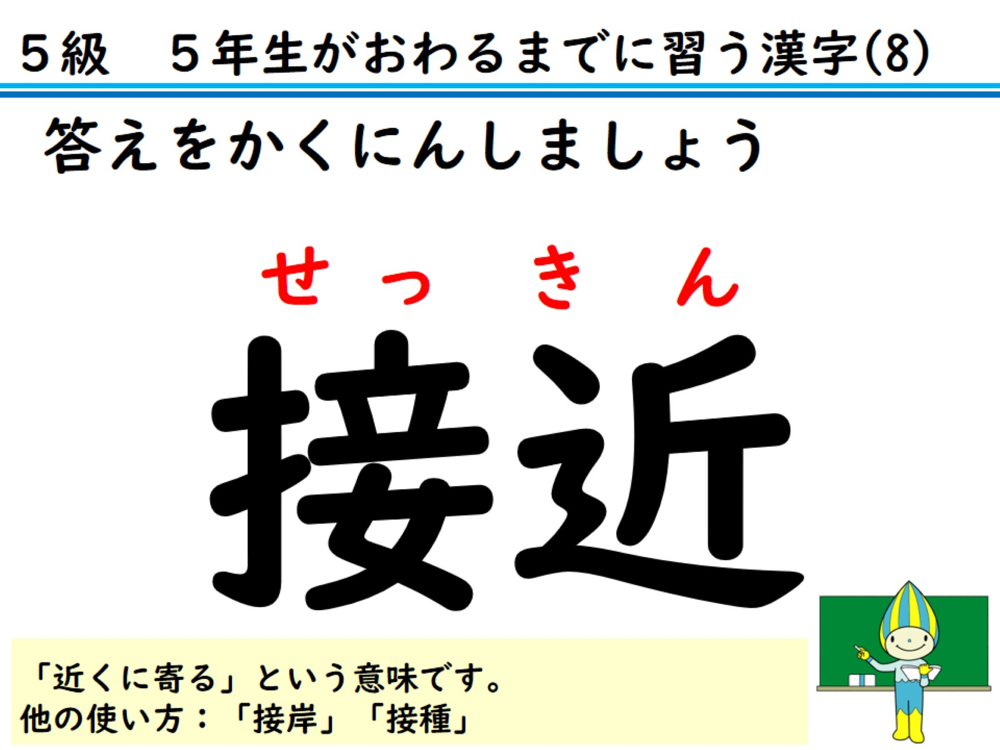 ５級　５年生がおわるまでに習う漢字(8)
答えをかくにんしましょう
せっきん
接近
「近くに寄る」という意味です。
他の使い方：「接岸」「接種」